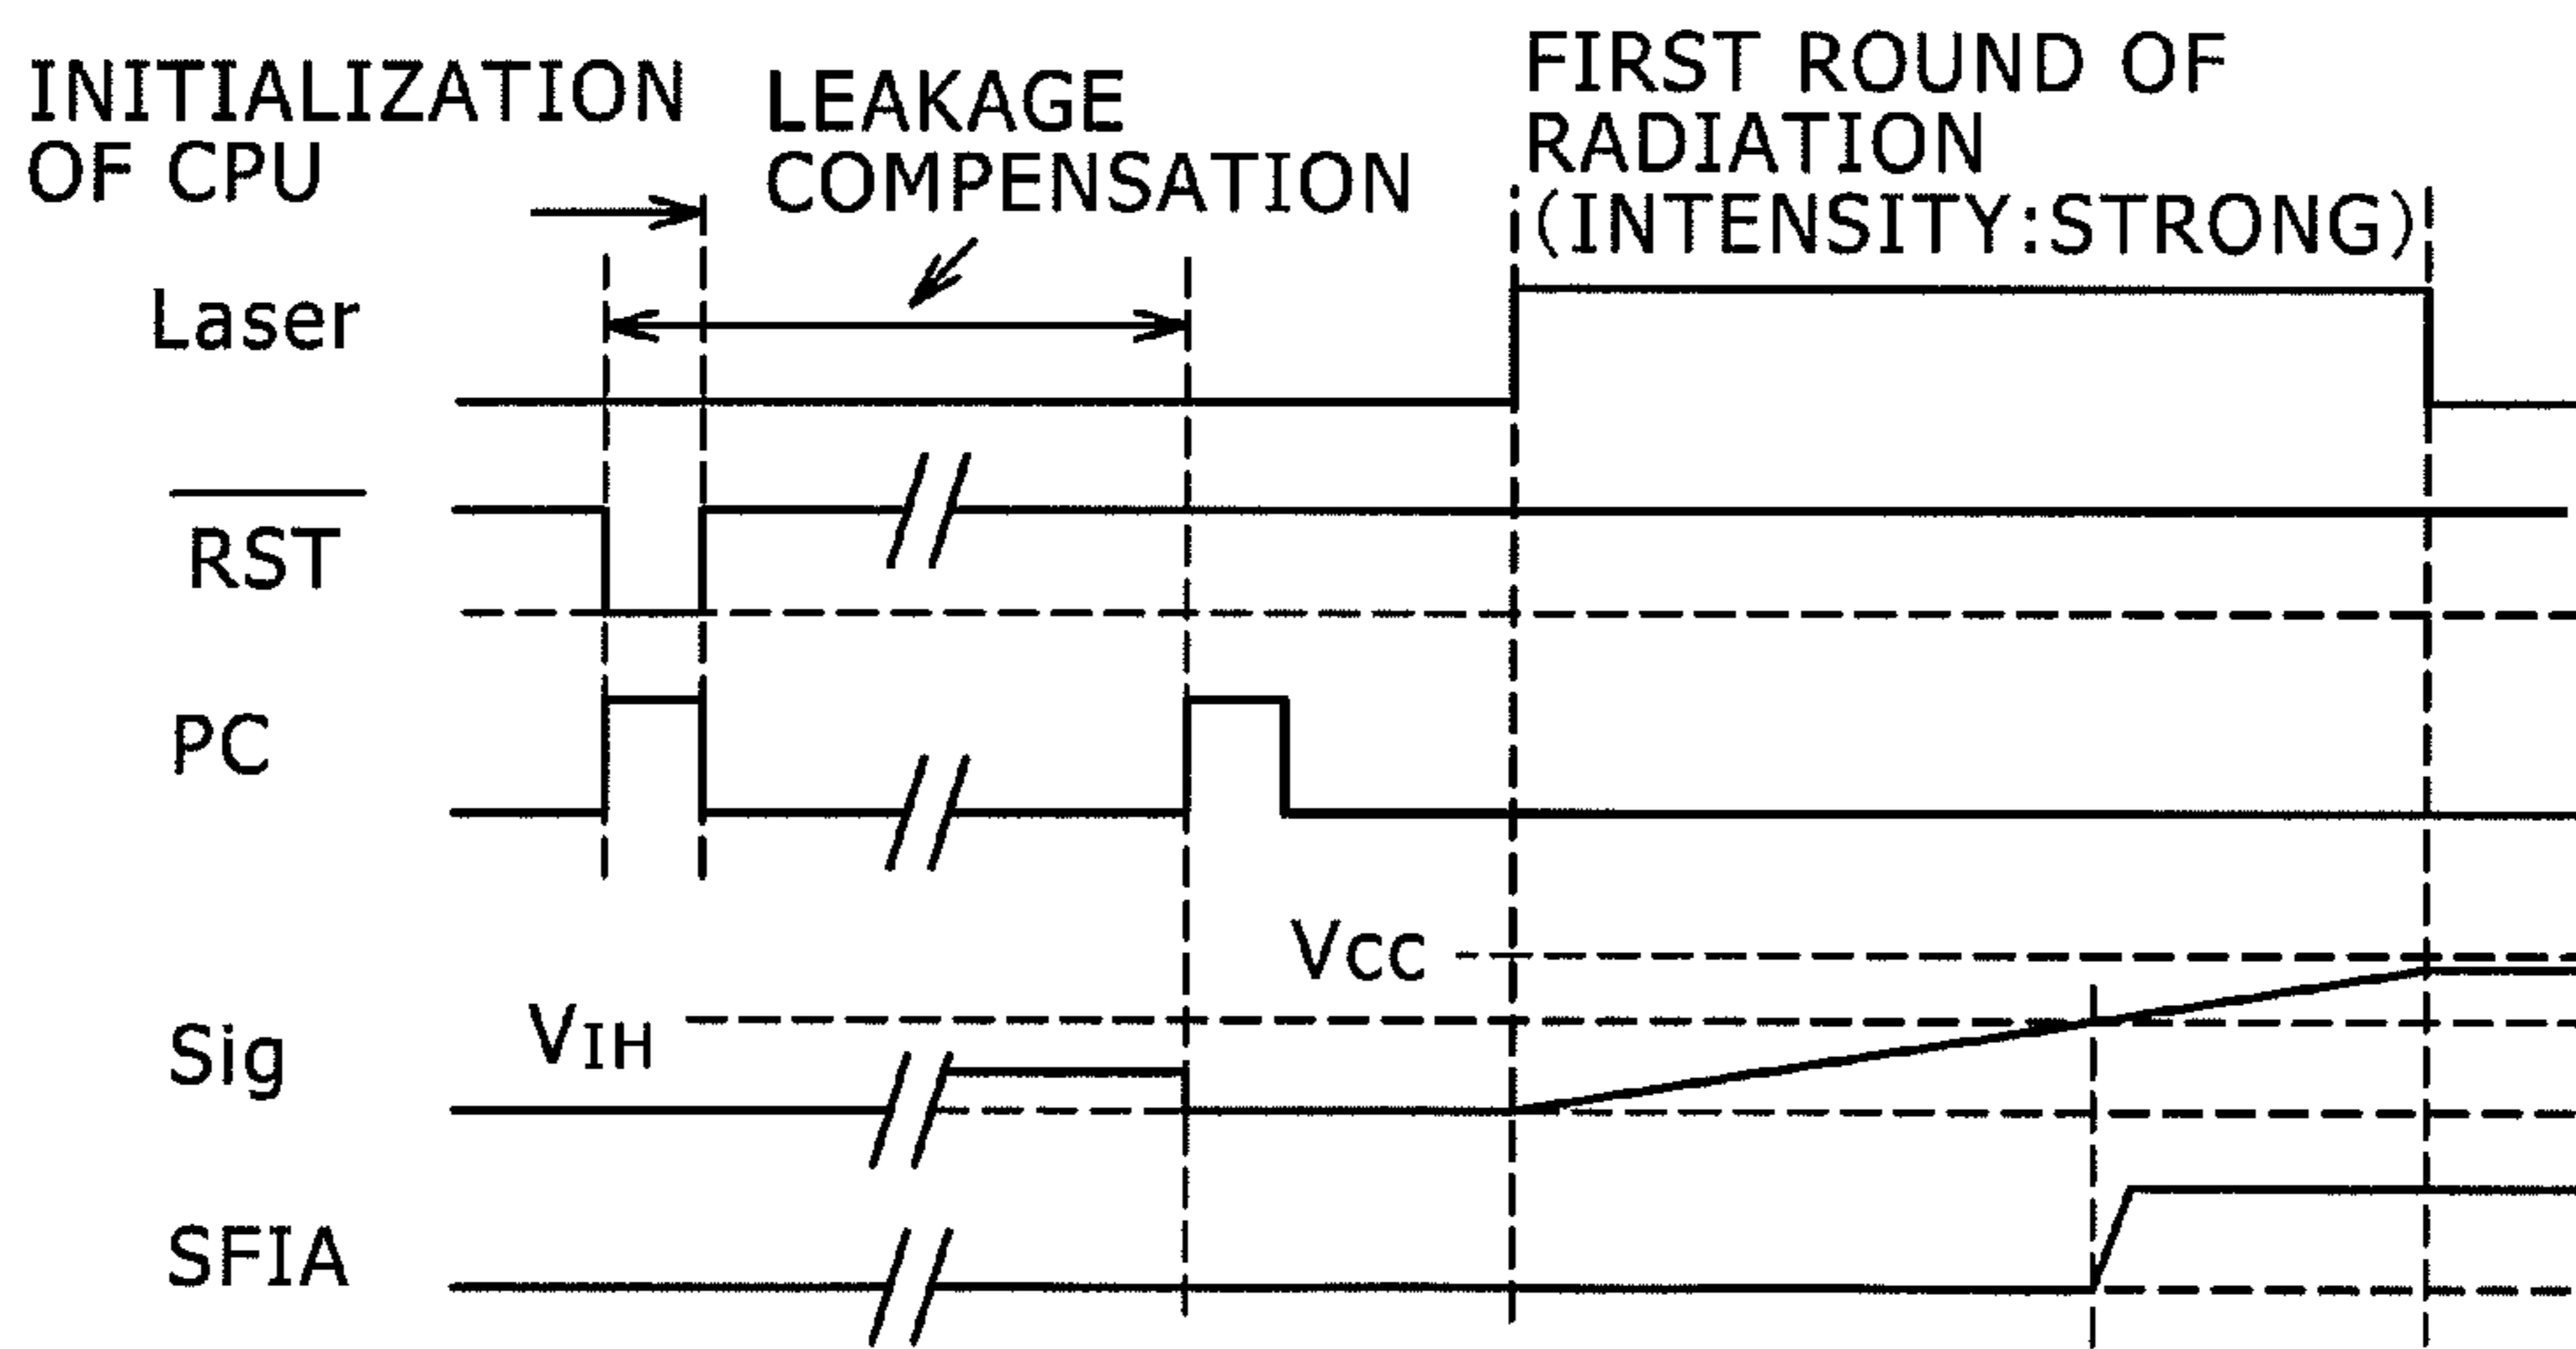 INITIALIZATION
OF CPU
LEAKAGE
COMPENSATION
FIRST ROUND OF
RADIATION
(INTENSITY:STRONG)
Laser
RST
PC
Vcc
Sig
VIH
SFIA